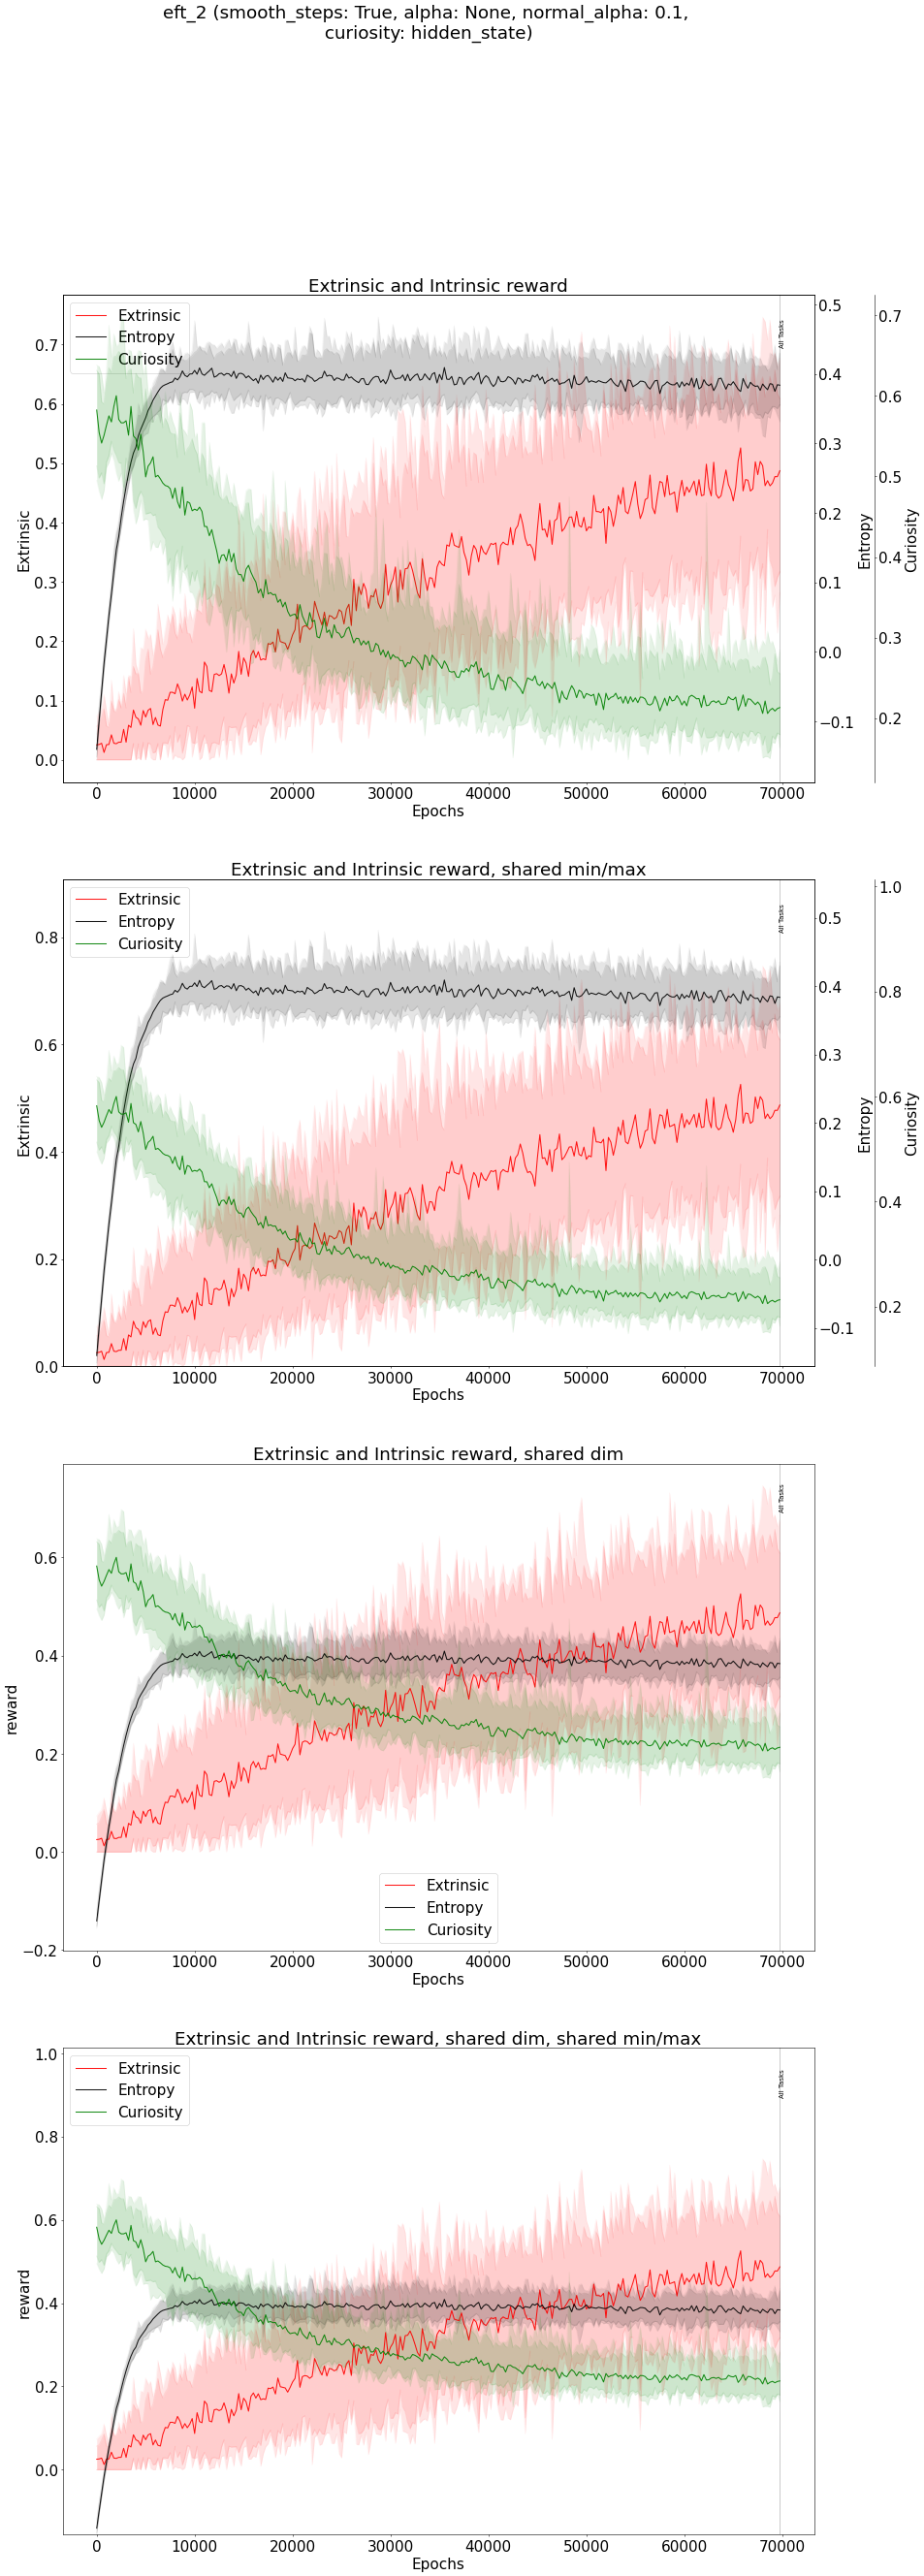 eft_2 (smooth_steps: True, alpha: None, normal_alpha: 0.1,
curiosity: hidden_state)
Extrinsic and Intrinsic reward
Extrinsic
Entropy
Curiosity
All Tasks
0.7
0.6
0.5
0.4
0.3
0.2
0.1
0.0
Extrinsic
0.5
0.4
0.3
0.2
0.1
0.0
−0.1
Entropy
0.7
0.6
0.5
0.4
0.3
0.2
Curiosity
0 10000 20000 30000 40000 50000 60000 70000
Epochs
Extrinsic and Intrinsic reward, shared min/max
Extrinsic
Entropy
Curiosity
All Tasks
0.8
0.6
0.4
0.2
0.0
Extrinsic
0.5
0.4
0.3
0.2
0.1
0.0
−0.1
Entropy
1.0
0.8
0.6
0.4
0.2
Curiosity
0 10000 20000 30000 40000 50000 60000 70000
Epochs
Extrinsic and Intrinsic reward, shared dim
All Tasks
0.6
0.4
0.2
0.0
−0.2
reward
Extrinsic
Entropy
Curiosity
0 10000 20000 30000 40000 50000 60000 70000
Epochs
Extrinsic and Intrinsic reward, shared dim, shared min/max
Extrinsic
Entropy
Curiosity
All Tasks
1.0
0.8
0.6
0.4
0.2
0.0
reward
0 10000 20000 30000 40000 50000 60000 70000
Epochs